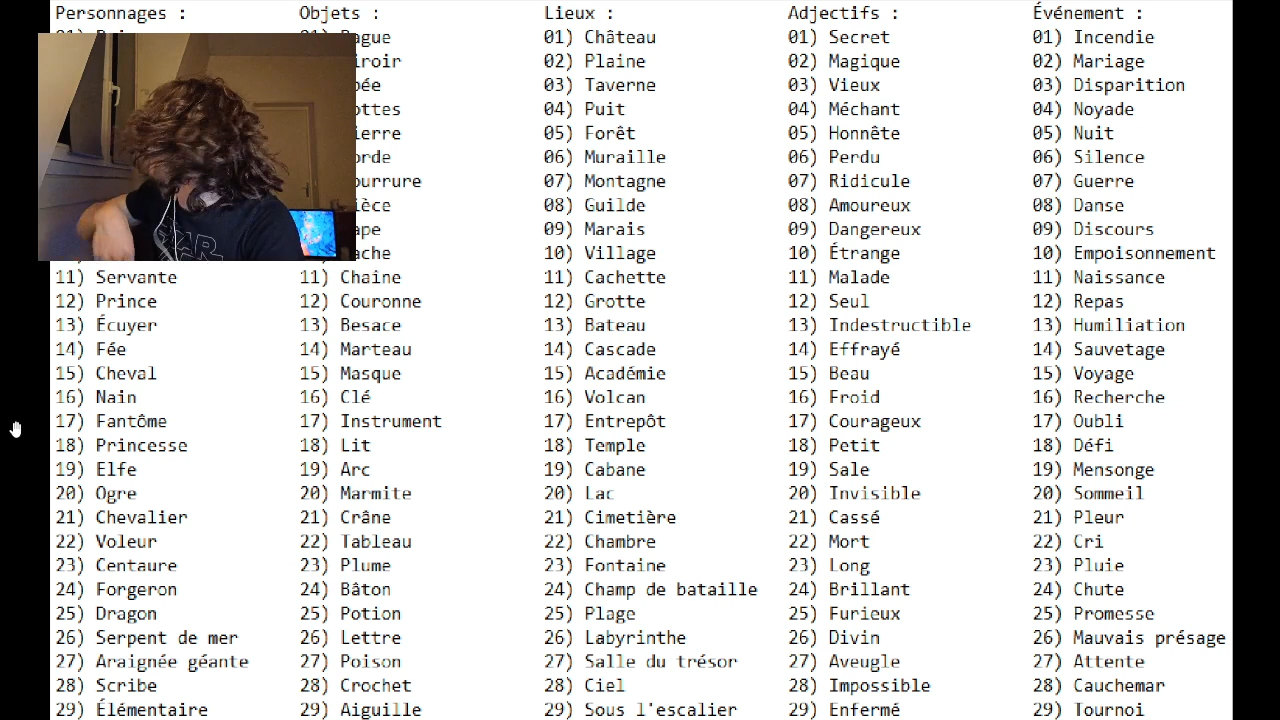 Personnages : Objets : Lieux : Adjectifs : Événement :
01) Château 01) Secret 01) Incendie
02) Plaine 02) Magique 02) Mariage
03) Taverne 03) Vieux 03) Disparition
04) Puit 04) Méchant 04) Noyade
05) Forêt 05) Honnête 05) Nuit
06) Muraille 06) Perdu 06) Silence
07) Montagne 07) Ridicule 07) Guerre
08) Guilde 08) Amoureux 08) Danse
09) Marais 09) Dangereux 09) Discours
10) Village 10) Étrange 10) Empoisonnement
11) Servante 11) Chaine 11) Cachette 11) Malade 11) Naissance
12) Prince 12) Couronne 12) Grotte 12) Seul 12) Repas
13) Écuyer 13) Besace 13) Bateau 13) Indestructible 13) Humiliation
14) Fée 14) Marteau 14) Cascade 14) Effrayé 14) Sauvetage
15) Cheval 15) Masque 15) Académie 15) Beau 15) Voyage
16) Nain 16) Clé 16) Volcan 16) Froid 16) Recherche
17) Fantôme 17) Instrument 17) Entrepôt 17) Courageux 17) Oubli
18) Princesse 18) Lit 18) Temple 18) Petit 18) Défi
19) Elfe 19) Arc 19) Cabane 19) Sale 19) Mensonge
20) Ogre 20) Marmite 20) Lac 20) Invisible 20) Sommeil
21) Chevalier 21) Crâne 21) Cimetière 21) Cassé 21) Pleur
22) Voleur 22) Tableau 22) Chambre 22) Mort 22) Cri
23) Centaure 23) Plume 23) Fontaine 23) Long 23) Pluie
24) Forgeron 24) Bâton 24) Champ de bataille 24) Brillant 24) Chute
25) Dragon 25) Potion 25) Plage 25) Furieux 25) Promesse
26) Serpent de mer 26) Lettre 26) Labyrinthe 26) Divin 26) Mauvais présage
27) Araignée géante 27) Poison 27) Salle du trésor 27) Aveugle 27) Attente
28) Scribe 28) Crochet 28) Ciel 28) Impossible 28) Cauchemar
29) Élémentaire 29) Aiguille 29) Sous l'escalier 29) Enfermé 29) Tournoi